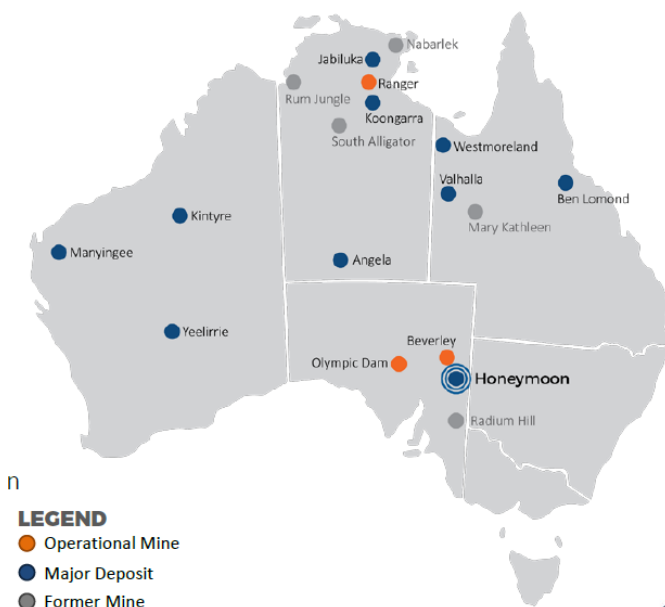 Nabarlek
Jabiluka
Ranger
Rum Jungle
Koongarra
South Alligator
Westmoreland
Valhalla
Ben Lomond
Mary Kathleen
Kintyre
Manyingee
Angela
Yeelirrie
Beverley
Olympic Dam
Honeymoon
Radium Hill
n
LEGEND
Operational Mine
Major Deposit
Former Mine